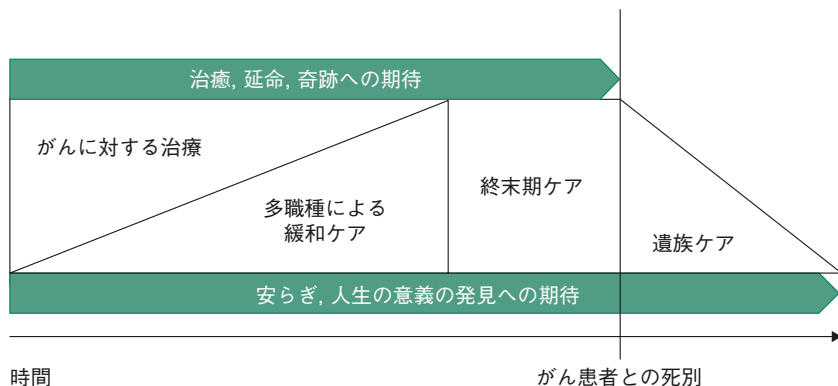 治癒, 延命, 奇跡への期待
がんに対する治療
多職種による
緩和ケア
終末期ケア
遺族ケア
安らぎ, 人生の意義の発見への期待
時間
がん患者との死別